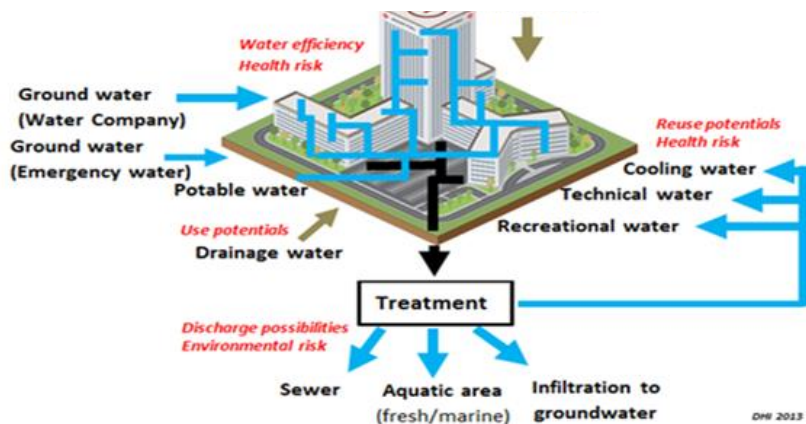 Water efficiency
Health risk
Ground water
(Water Company)
Ground water
(Emergency water)
Potable water
Use potentials
Drainage water
Reuse potentials
Health risk
Cooling water
Technical water
Recreational water
Treatment
Discharge possibilities
Environmental risk
Sewer
Aquatic area
(fresh/marine)
Infiltration to
groundwater
DHI 2013